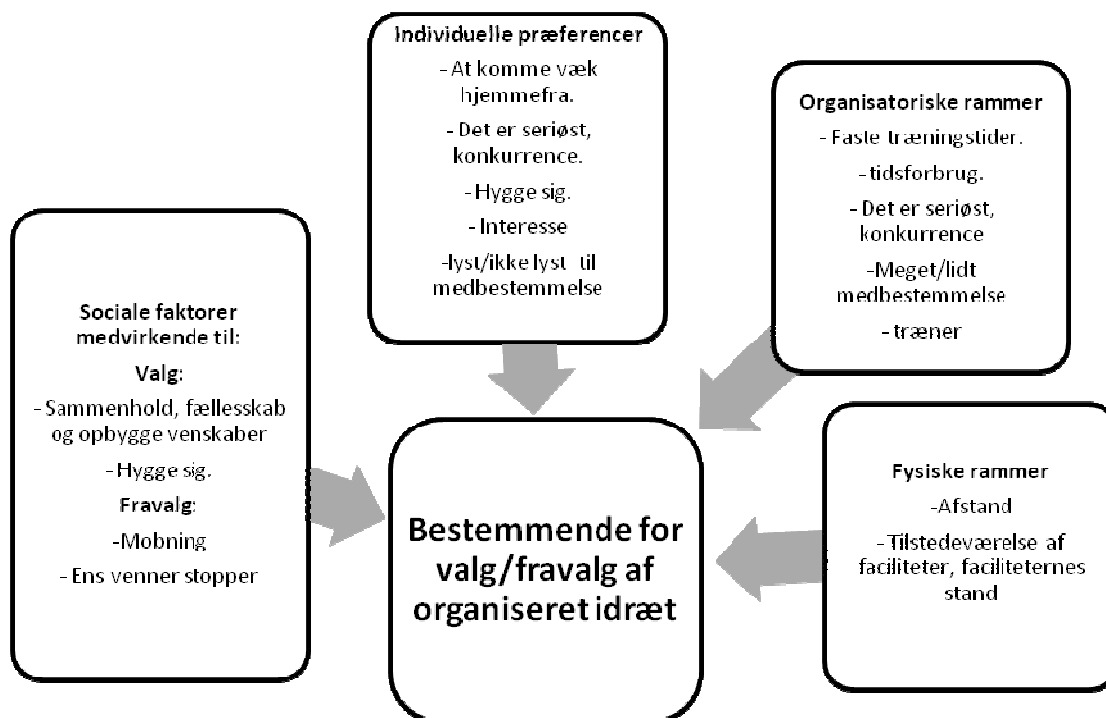 Individuelle præferencer
- At komme væk
hjemmefra.
- Det er seriøst,
konkurrence.
- Hygge sig.
- Interesse
-lyst/ikke lyst til
medbestemmelse
Organisatoriske rammer
- Faste træningstider.
- tidsforbrug.
- Det er seriøst,
konkurrence
-Meget/lidt
medbestemmelse
- træner
Sociale faktorer
medvirkende til:
Valg:
- Sammenhold, fællesskab
og opbygge venskaber
- Hygge sig.
Fravalg:
-Mobning
- Ens venner stopper
Fysiske rammer
-Afstand
-Tilstedeværelse af
faciliteter, faciliteternes
stand
Bestemmende for
valg/fravalg af
organiseret idræt